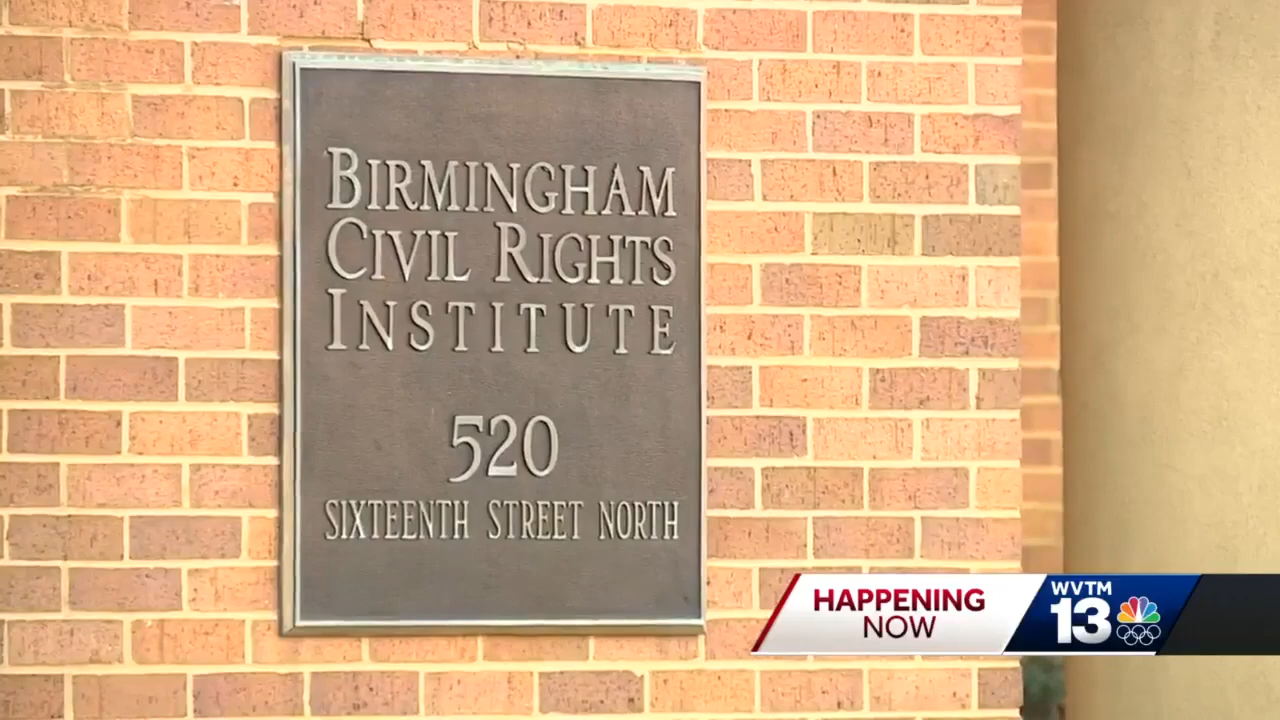 BIRMINGHAM
CIVIL RIGHTS
INSTITUTE
520
SIXTEENTH STREET NORTH
HAPPENING
NOW
WVTM
13